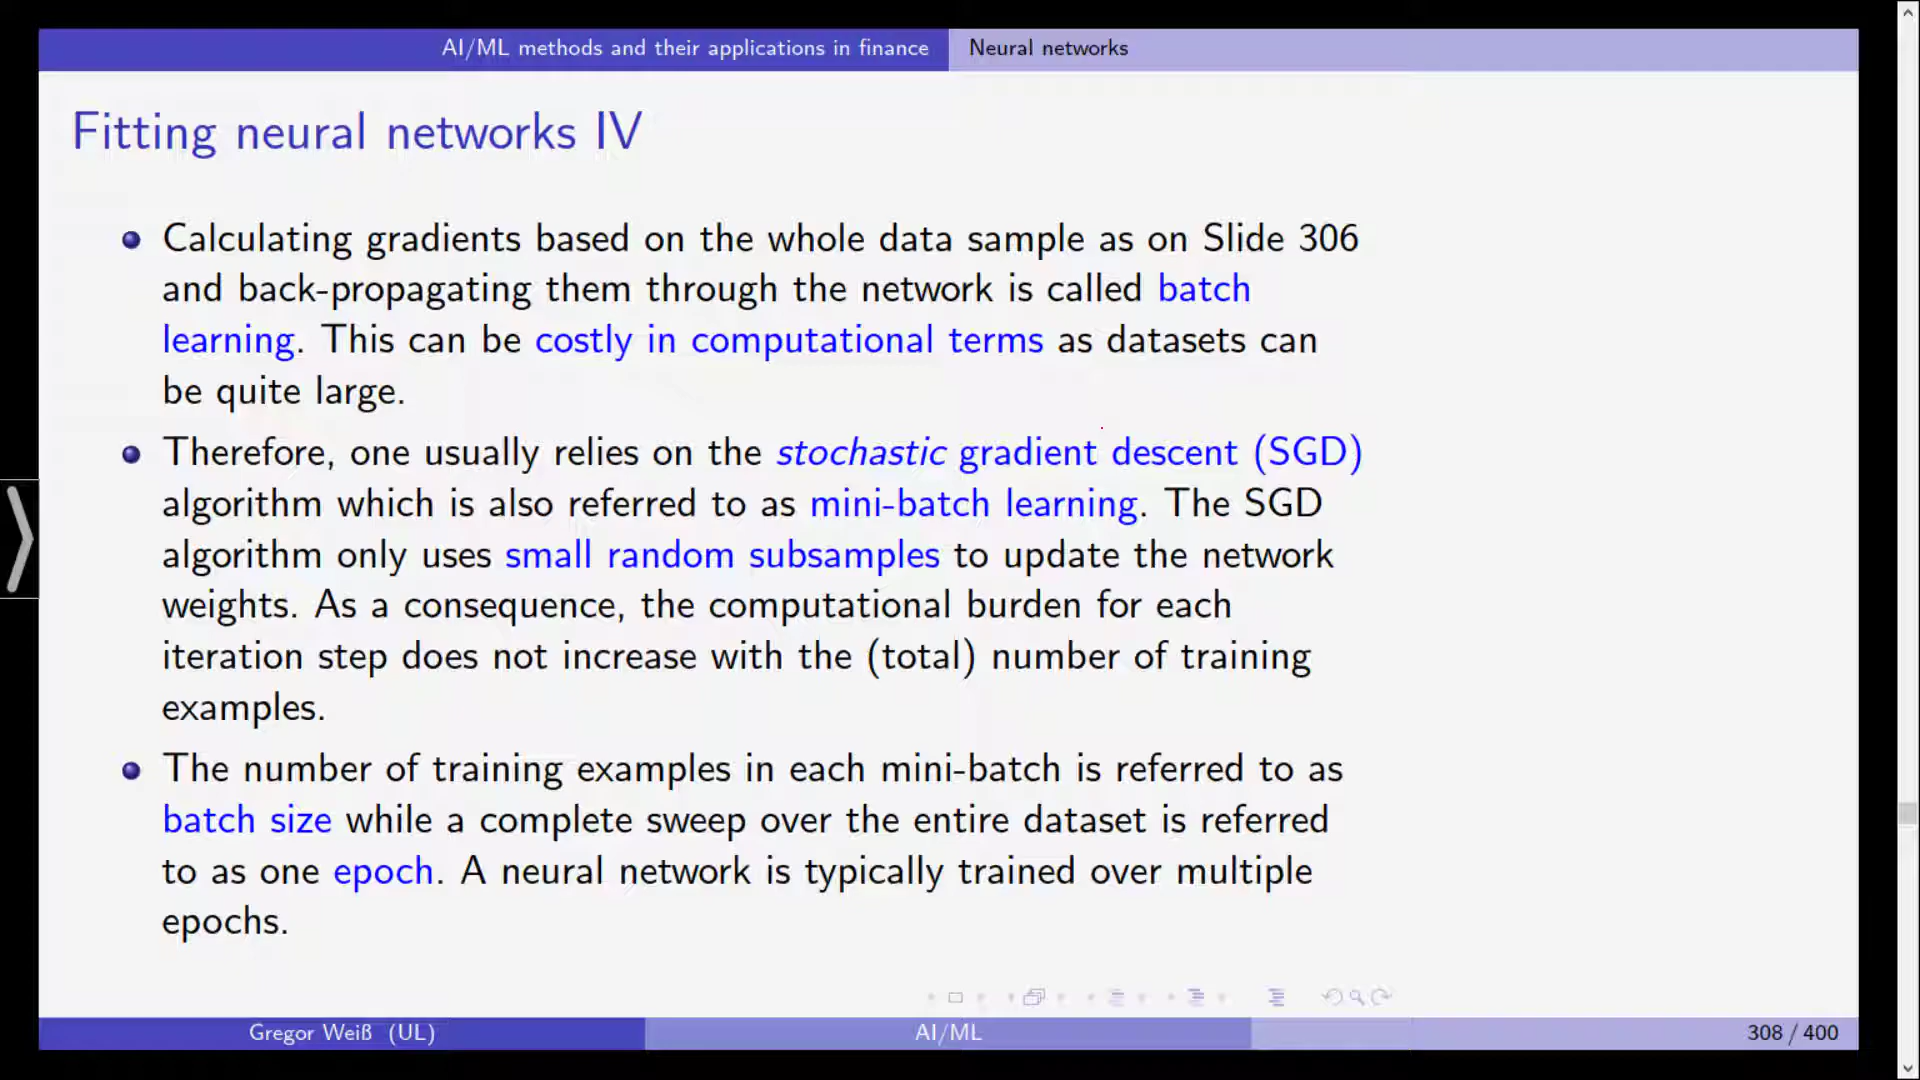 AI/ML methods and their applications in finance
Neural networks
Fitting neural networks IV
Calculating gradients based on the whole data sample as on Slide 306
and back-propagating them through the network is called batch
learning. This can be costly in computational terms as datasets can
be quite large.
Therefore, one usually relies on the stochastic gradient descent (SGD)
algorithm which is also referred to as mini-batch learning. The SGD
algorithm only uses small random subsamples to update the network
weights. As a consequence, the computational burden for each
iteration step does not increase with the (total) number of training
examples.
The number of training examples in each mini-batch is referred to as
batch size while a complete sweep over the entire dataset is referred
to as one epoch. A neural network is typically trained over multiple
epochs.
Gregor Weiß (UL)
AI/ML
308 / 400